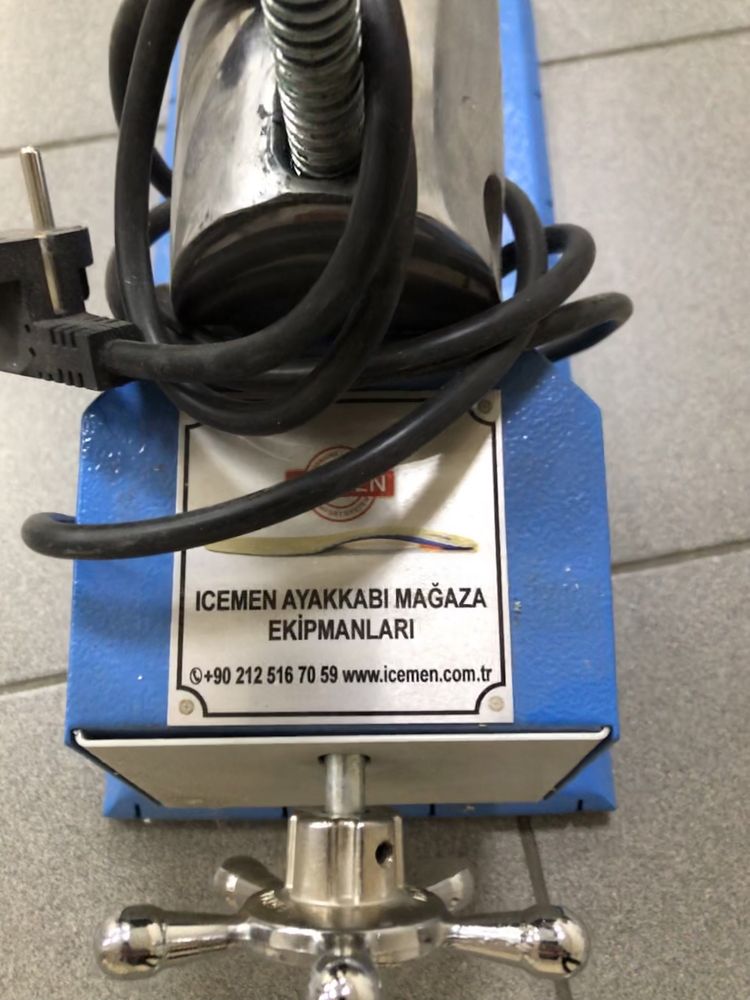 ICEMEN AYAKKABI MAĞAZA
EKİPMANLARI
+90 212 516 70 59 www.icemen.com.tr